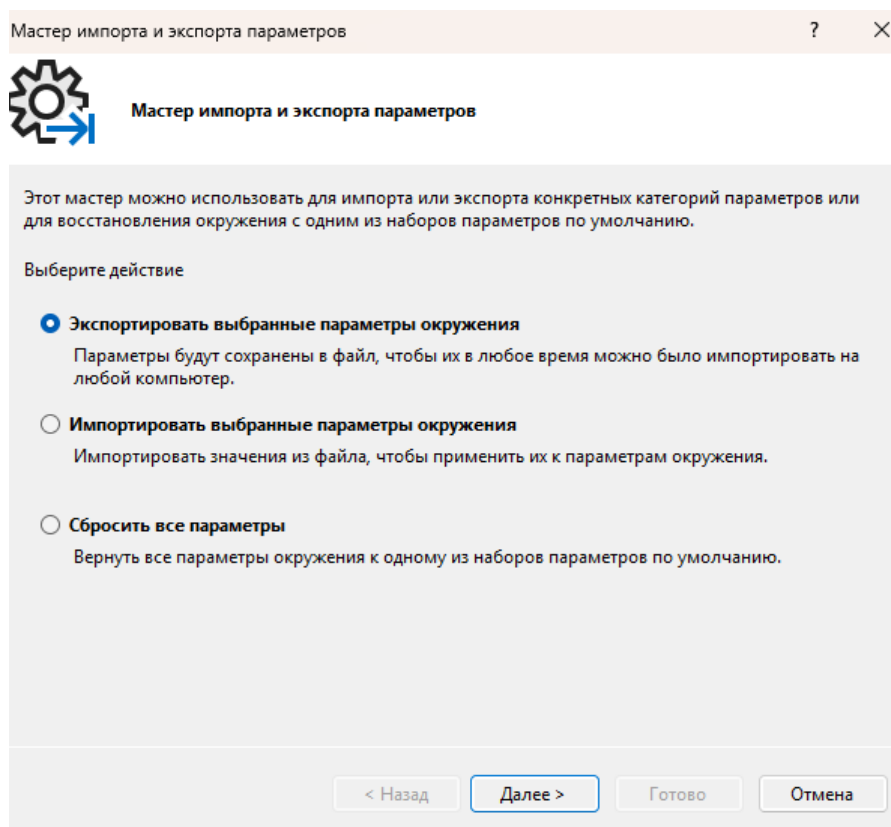 Мастер импорта и экспорта параметров ? ×
Мастер импорта и экспорта параметров
Этот мастер можно использовать для импорта или экспорта конкретных категорий параметров или
для восстановления окружения с одним из наборов параметров по умолчанию.
Выберите действие
Экспортировать выбранные параметры окружения
Параметры будут сохранены в файл, чтобы их в любое время можно было импортировать на
любой компьютер.
Импортировать выбранные параметры окружения
Импортировать значения из файла, чтобы применить их к параметрам окружения.
Сбросить все параметры
Вернуть все параметры окружения к одному из наборов параметров по умолчанию.
< Назад Далее > Готово Отмена